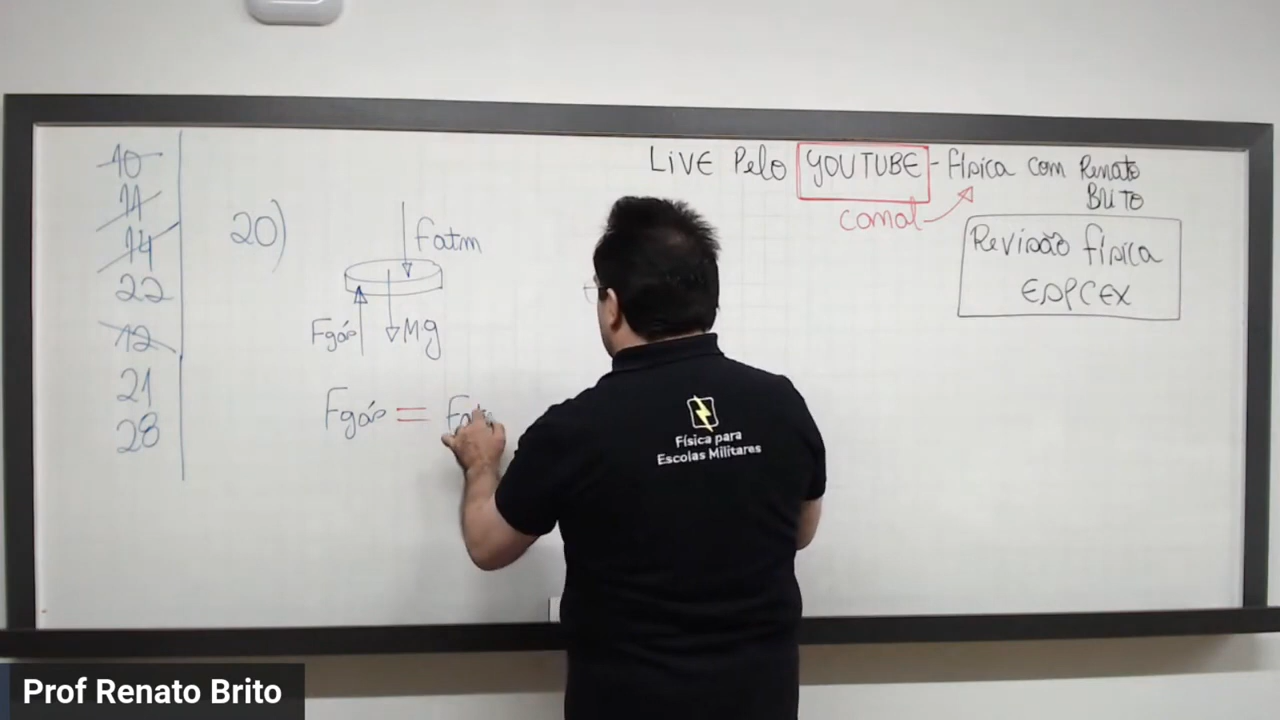 10
11
14
22
12
21
28
20)
Fatm
Fgás
M.g
Fgás = Fat
LIVE Pelo YOUTUBE - Física com Renato
BRITO
canal
Revisão física
ESPCEX
Física para
Escolas Militares
Prof Renato Brito